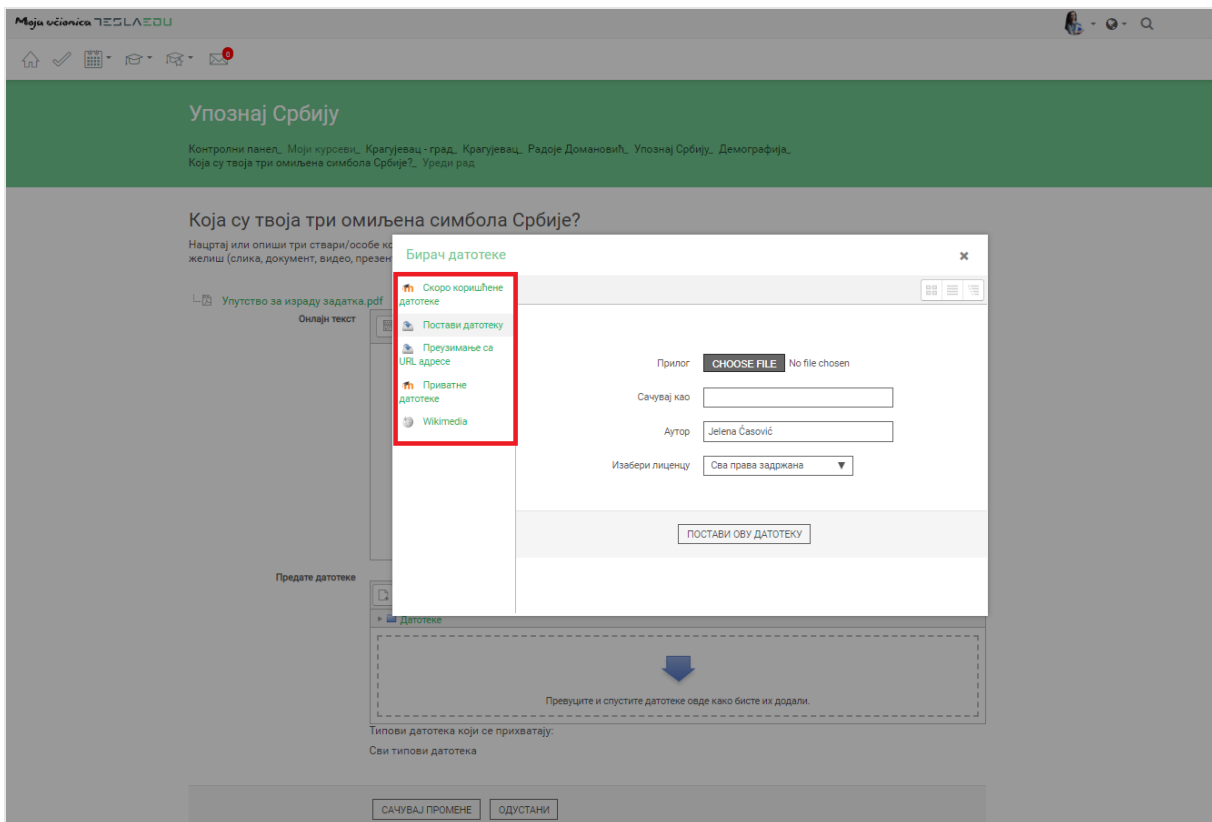 Moja učionica TESLAEDU
0
Упознај Србију
Контролни панел_ Моји курсеви_ Крагујевац - град_ Крагујевац_ Радоје Домановић_ Упознај Србију_ Демографија_
Која су твоја три омиљена симбола Србије?_ Уреди рад
Која су твоја три омиљена симбола Србије?
Нацртај или опиши три ствари/особе
желиш (слика, документ, видео,
Упутство за израду задатка.pdf
Онлајн текст
Бирач датотеке
Скоро коришћене
датотеке
Постави датотеку
Преузимање са
URL адресе
Приватне
датотеке
Wikimedia
Прилог CHOOSE FILE No file chosen
Сачувај као
Аутор Jelena Ćasović
Изабери лиценцу Сва права задржана
ПОСТАВИ ОВУ ДАТОТЕКУ
Предате датотеке
Датотеке
Превуците и спустите датотеке овде како бисте их додали.
Типови датотека који се прихватају:
Сви типови датотека
САЧУВАЈ ПРОМЕНЕ ОДУСТАНИ